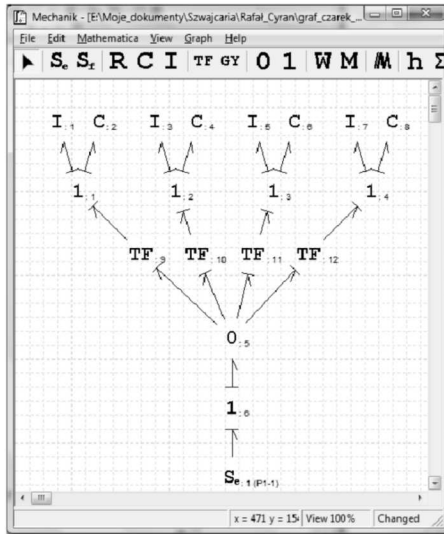 Mechanik - [E:\Moje_dokumenty\Szwajcaria\Rafał_Cyran\graf_czarek_...
File Edit Mathematica View Graph Help
Se Sf R C I TF GY 0 1 W M h Σ
I:1 C:2 I:3 C:4 I:5 C:6 I:7 C:8
1:1 1:2 1:3 1:4
TF:9 TF:10 TF:11 TF:12
0:5
1:6
Se:1 (P1-1)
x = 471 y = 15 View 100% Changed